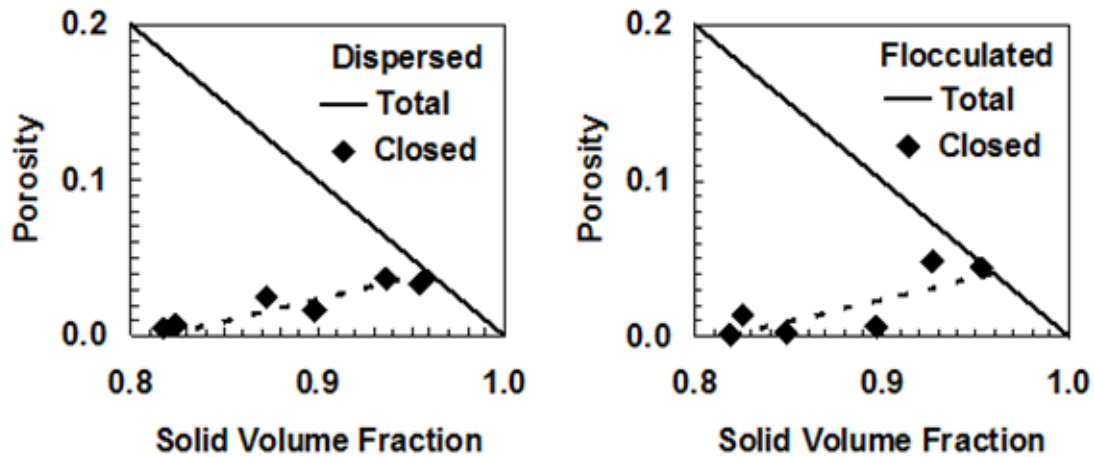 0.2
Dispersed
Total
Closed
0.1
0.0
Porosity
0.8 0.9 1.0
Solid Volume Fraction
0.2
Flocculated
Total
Closed
0.1
0.0
Porosity
0.8 0.9 1.0
Solid Volume Fraction